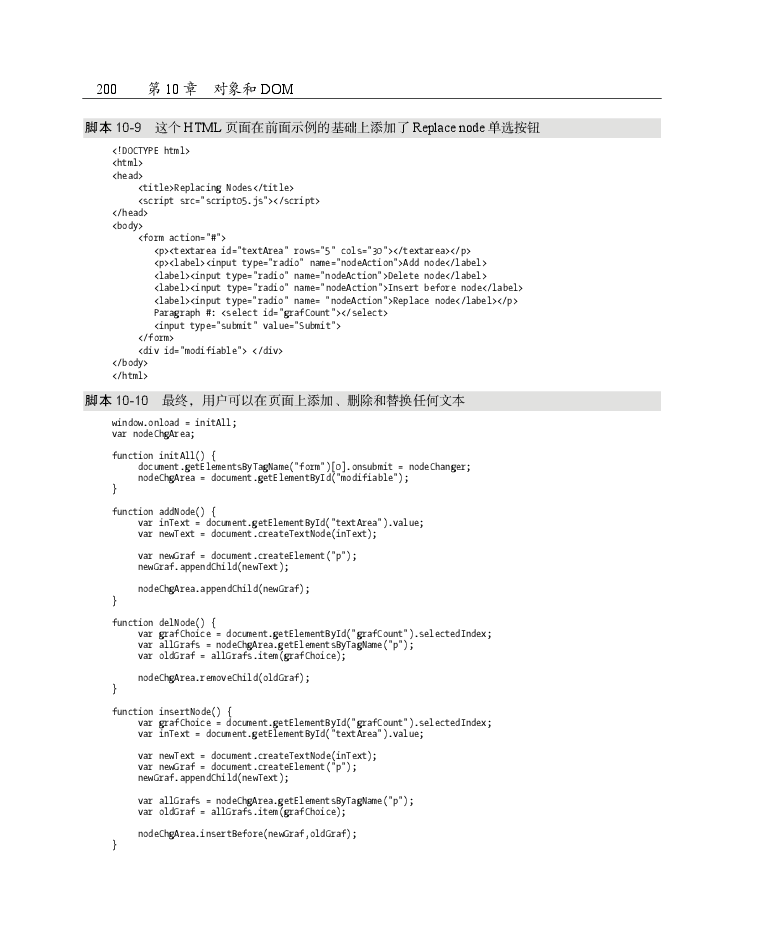 200 第 10 章 对象和 DOM
脚本 10-9 这个 HTML 页面在前面示例的基础上添加了 Replace node 单选按钮
<!DOCTYPE html>
<html>
<head>
<title>Replacing Nodes</title>
<script src="script05.js"></script>
</head>
<body>
<form action="#">
<p><textarea id="textArea" rows="5" cols="30"></textarea></p>
<p><label><input type="radio" name="nodeAction">Add node</label>
<label><input type="radio" name="nodeAction">Delete node</label>
<label><input type="radio" name="nodeAction">Insert before node</label>
<label><input type="radio" name= "nodeAction">Replace node</label></p>
Paragraph #: <select id="grafCount"></select>
<input type="submit" value="Submit">
</form>
<div id="modifiable"> </div>
</body>
</html>
脚本 10-10 最终，用户可以在页面上添加、删除和替换任何文本
window.onload = initAll;
var nodeChgArea;
function initAll() {
document.getElementsByTagName("form")[0].onsubmit = nodeChanger;
nodeChgArea = document.getElementById("modifiable");
}
function addNode() {
var inText = document.getElementById("textArea").value;
var newText = document.createTextNode(inText);
var newGraf = document.createElement("p");
newGraf.appendChild(newText);
nodeChgArea.appendChild(newGraf);
}
function delNode() {
var grafChoice = document.getElementById("grafCount").selectedIndex;
var allGrafs = nodeChgArea.getElementsByTagName("p");
var oldGraf = allGrafs.item(grafChoice);
nodeChgArea.removeChild(oldGraf);
}
function insertNode() {
var grafChoice = document.getElementById("grafCount").selectedIndex;
var inText = document.getElementById("textArea").value;
var newText = document.createTextNode(inText);
var newGraf = document.createElement("p");
newGraf.appendChild(newText);
var allGrafs = nodeChgArea.getElementsByTagName("p");
var oldGraf = allGrafs.item(grafChoice);
nodeChgArea.insertBefore(newGraf,oldGraf);
}